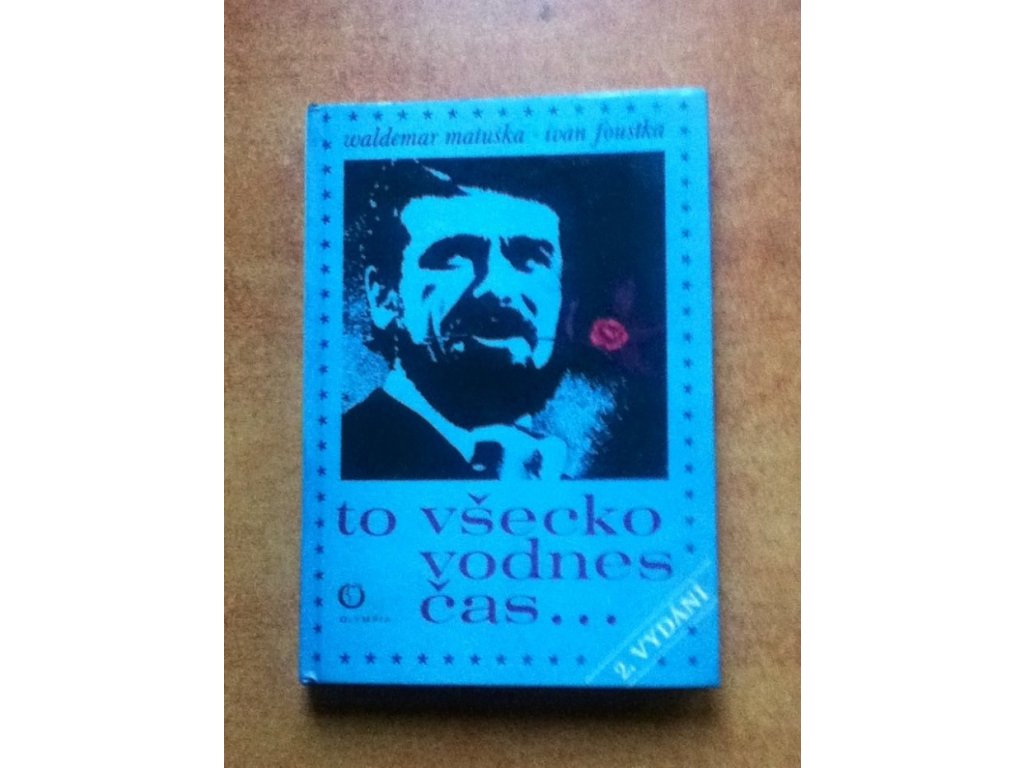 waldemar matuška - ivan foustka
to všecko
vodnes
čas...
OLYMPIA
2. VYDÁNÍ